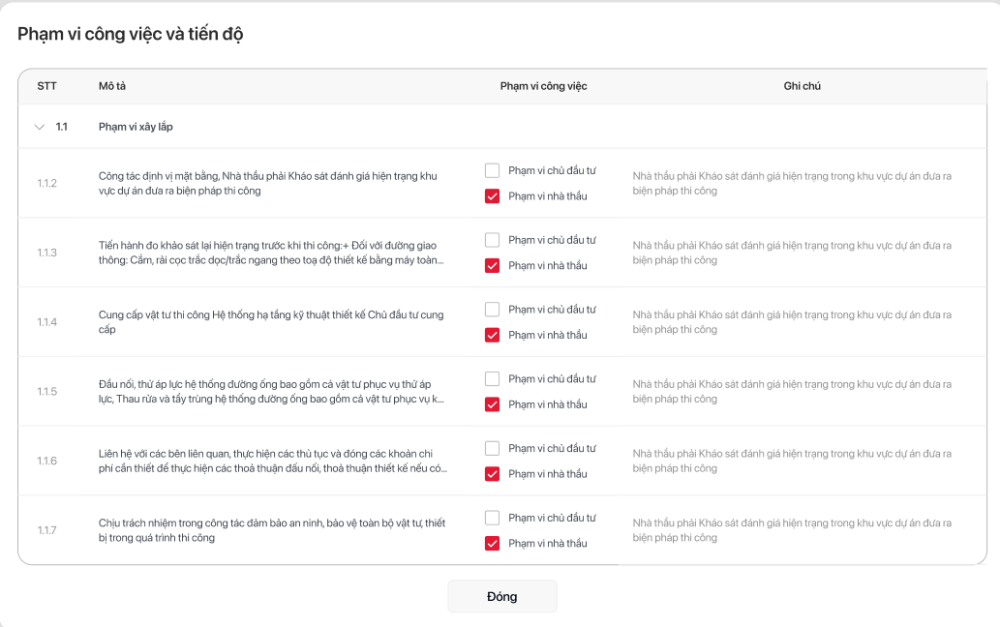 Phạm vi công việc và tiến độ
STT Mô tả Phạm vi công việc Ghi chú
1.1 Phạm vi xây lắp
1.1.2
Công tác định vị mặt bằng, Nhà thầu phải Kháo sát đánh giá hiện trạng khu
vực dự án đưa ra biện pháp thi công
Phạm vi chủ đầu tư
Phạm vi nhà thầu
Nhà thầu phải Kháo sát đánh giá hiện trạng trong khu vực dự án đưa ra
biện pháp thi công
1.1.3
Tiến hành đo khảo sát lại hiện trạng trước khi thi công:+ Đối với đường giao
thông: Cắm, rải cọc trắc dọc/trắc ngang theo toạ độ thiết kế bằng máy toàn...
Phạm vi chủ đầu tư
Phạm vi nhà thầu
Nhà thầu phải Kháo sát đánh giá hiện trạng trong khu vực dự án đưa ra
biện pháp thi công
1.1.4
Cung cấp vật tư thi công Hệ thống hạ tầng kỹ thuật thiết kế Chủ đầu tư cung
cấp
Phạm vi chủ đầu tư
Phạm vi nhà thầu
Nhà thầu phải Kháo sát đánh giá hiện trạng trong khu vực dự án đưa ra
biện pháp thi công
1.1.5
Đấu nối, thử áp lực hệ thống đường ống bao gồm cả vật tư phục vụ thử áp
lực, Thau rửa và tẩy trùng hệ thống đường ống bao gồm cả vật tư phục vụ k...
Phạm vi chủ đầu tư
Phạm vi nhà thầu
Nhà thầu phải Kháo sát đánh giá hiện trạng trong khu vực dự án đưa ra
biện pháp thi công
1.1.6
Liên hệ với các bên liên quan, thực hiện các thủ tục và đóng các khoản chi
phí cần thiết để thực hiện các thoả thuận đấu nối, thoả thuận thiết kế nếu có...
Phạm vi chủ đầu tư
Phạm vi nhà thầu
Nhà thầu phải Kháo sát đánh giá hiện trạng trong khu vực dự án đưa ra
biện pháp thi công
1.1.7
Chịu trách nhiệm trong công tác đảm bảo an ninh, bảo vệ toàn bộ vật tư, thiết
bị trong quá trình thi công
Phạm vi chủ đầu tư
Phạm vi nhà thầu
Nhà thầu phải Kháo sát đánh giá hiện trạng trong khu vực dự án đưa ra
biện pháp thi công
Đóng